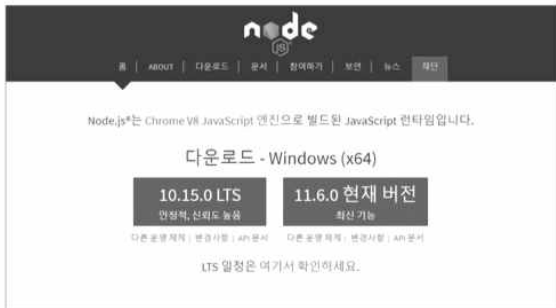 node
JS
홈 | ABOUT | 다운로드 | 문서 | 참여하기 | 보안 | 뉴스 | 재단
Node.js®는 Chrome V8 JavaScript 엔진으로 빌드된 JavaScript 런타임입니다.
다운로드 - Windows (x64)
10.15.0 LTS 11.6.0 현재 버전
안정적, 신뢰도 높음 최신 기능
다른 운영 체제 | 변경사항 | API 문서 다른 운영 체제 | 변경사항 | API 문서
LTS 일정은 여기서 확인하세요.